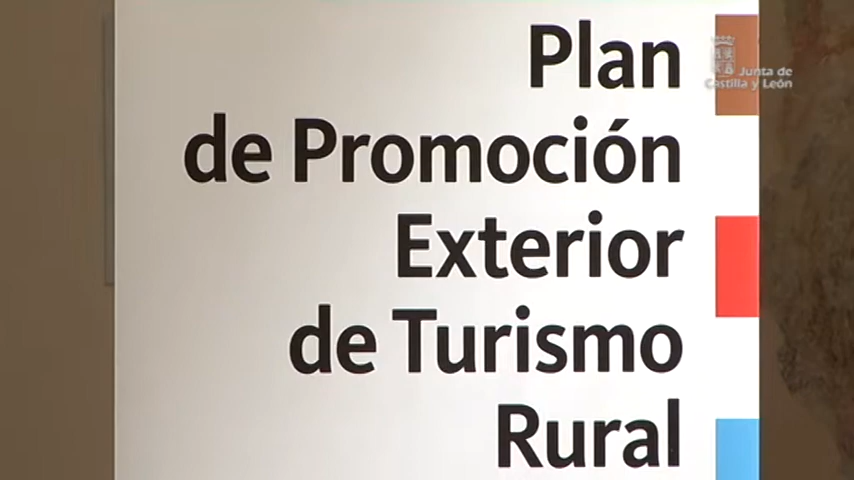 Plan
de Promoción
Exterior
de Turismo
Rural
Junta de
Castilla y León